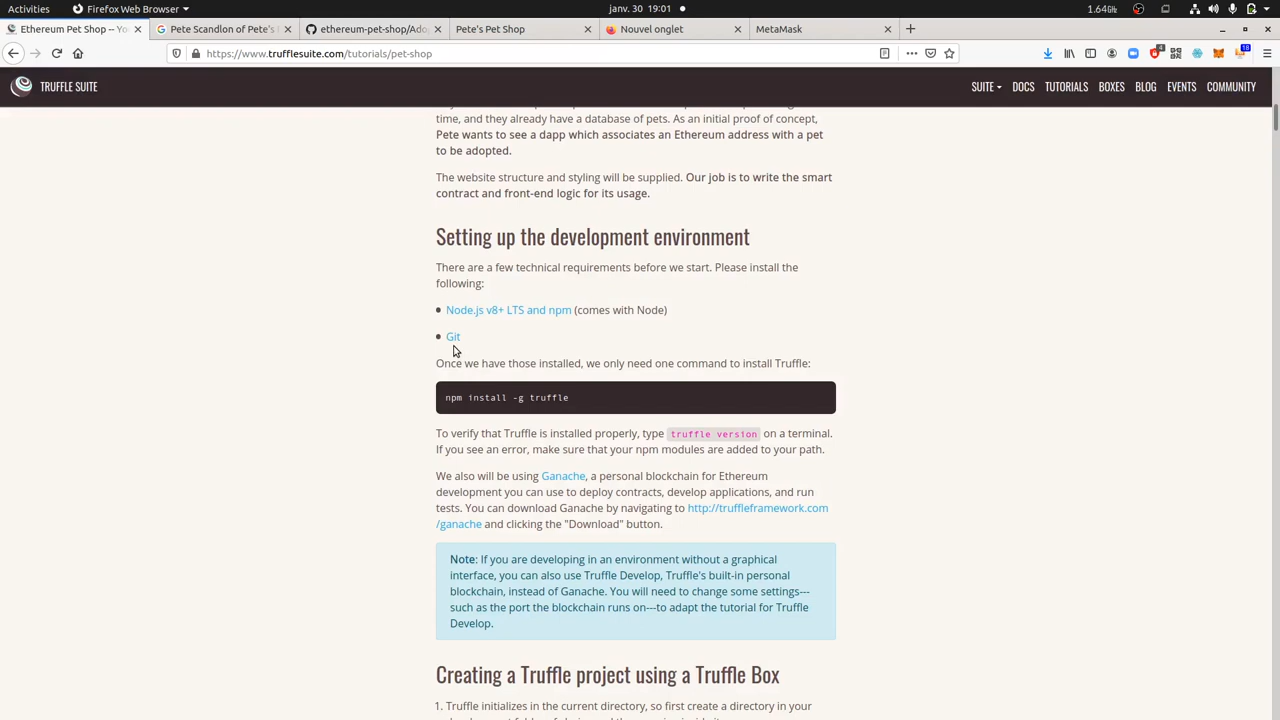 Activities
Firefox Web Browser
janv. 30 19:01
1.64
Ethereum Pet Shop -- Yo
Pete Scandlon of Pete's
ethereum-pet-shop/Ado
Pete's Pet Shop
Nouvel onglet
MetaMask
https://www.trufflesuite.com/tutorials/pet-shop
4
18
TRUFFLE SUITE
SUITE
DOCS
TUTORIALS
BOXES
BLOG
EVENTS
COMMUNITY
time, and they already have a database of pets. As an initial proof of concept,
Pete wants to see a dapp which associates an Ethereum address with a pet
to be adopted.
The website structure and styling will be supplied. Our job is to write the smart
contract and front-end logic for its usage.
Setting up the development environment
There are a few technical requirements before we start. Please install the
following:
Node.js v8+ LTS and npm (comes with Node)
Git
Once we have those installed, we only need one command to install Truffle:
npm install -g truffle
To verify that Truffle is installed properly, type truffle version on a terminal.
If you see an error, make sure that your npm modules are added to your path.
We also will be using Ganache, a personal blockchain for Ethereum
development you can use to deploy contracts, develop applications, and run
tests. You can download Ganache by navigating to http://truffleframework.com
/ganache and clicking the "Download" button.
Note: If you are developing in an environment without a graphical
interface, you can also use Truffle Develop, Truffle's built-in personal
blockchain, instead of Ganache. You will need to change some settings---
such as the port the blockchain runs on---to adapt the tutorial for Truffle
Develop.
Creating a Truffle project using a Truffle Box
1. Truffle initializes in the current directory, so first create a directory in your